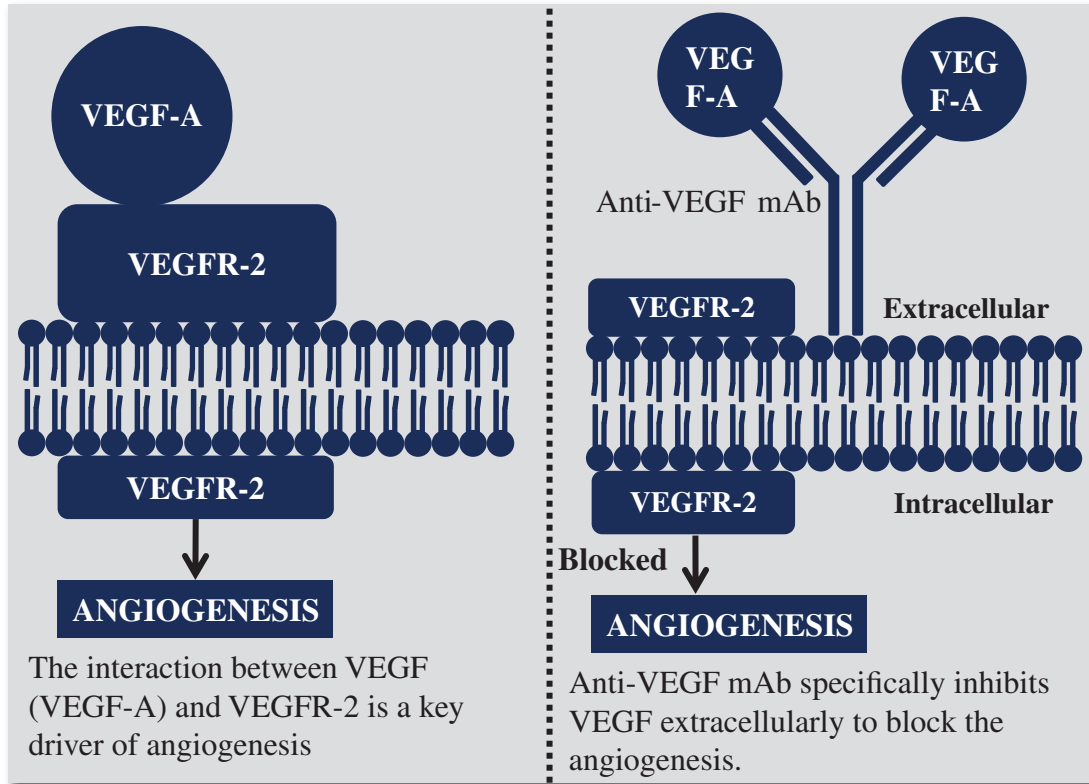 VEGF-A
VEGFR-2
VEGFR-2
ANGIOGENESIS
The interaction between VEGF
(VEGF-A) and VEGFR-2 is a key
driver of angiogenesis
VEG
F-A
VEG
F-A
Anti-VEGF mAb
VEGFR-2
Extracellular
VEGFR-2
Intracellular
Blocked
ANGIOGENESIS
Anti-VEGF mAb specifically inhibits
VEGF extracellularly to block the
angiogenesis.